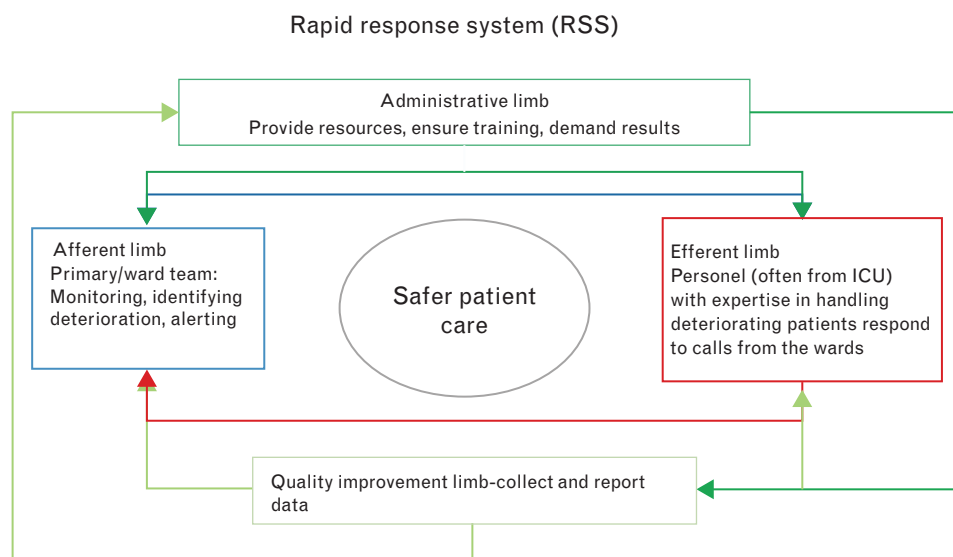 Rapid response system (RSS)
Administrative limb
Provide resources, ensure training, demand results
Afferent limb
Primary/ward team:
Monitoring, identifying
deterioration, alerting
Safer patient
care
Efferent limb
Personel (often from ICU)
with expertise in handling
deteriorating patients respond
to calls from the wards
Quality improvement limb-collect and report
data